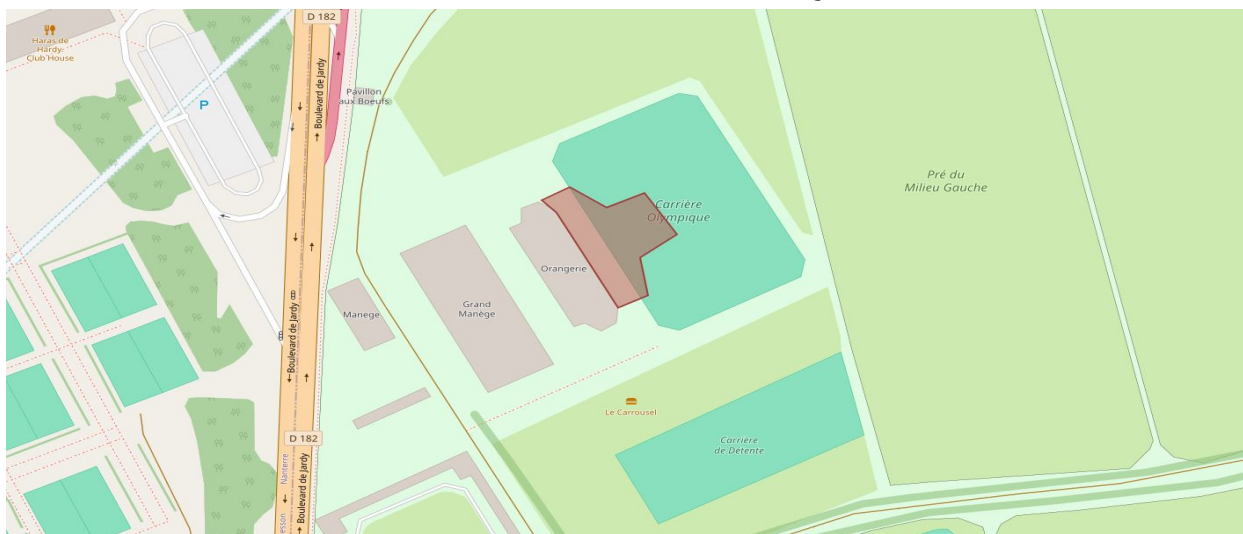 D 182
Haras de
Hardy:
Club House
P
Boulevard de Jardy
Pavillon
aux Boeufs
Carrière
Olympique
Pré du
Milieu Gauche
Orangerie
Grand
Manège
Manege
Boulevard de Jardy
Le Carrousel
Carrière
de Détente
D 182
Boulevard de Jardy
Nanterre